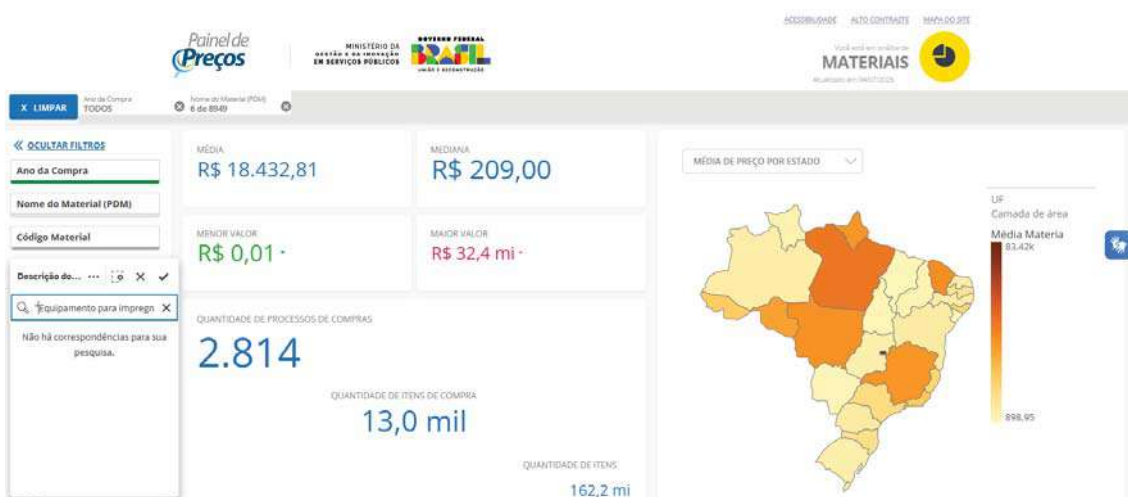 ACESSIBILIDADE ALTO CONTRASTE MAPA DO SITE
Painel de
Preços
MINISTÉRIO DA
GESTÃO E DA INOVAÇÃO
EM SERVIÇOS PÚBLICOS
GOVERNO FEDERAL
BRASIL
UNIÃO E RECONSTRUÇÃO
Você está em análise de
MATERIAIS
X LIMPAR
Ano da Compra
TODOS
Nome do Material (PDM)
6 de 8949
OCULTAR FILTROS
Ano da Compra
Nome do Material (PDM)
Código Material
Descrição do... ...
Equipamento para impregn
Não há correspondências para sua
pesquisa.
MÉDIA
R$ 18.432,81
MEDIANA
R$ 209,00
MENOR VALOR
R$ 0,01
MAIOR VALOR
R$ 32,4 mi
QUANTIDADE DE PROCESSOS DE COMPRAS
2.814
QUANTIDADE DE ITENS DE COMPRA
13,0 mil
QUANTIDADE DE ITENS
162,2 mi
MÉDIA DE PREÇO POR ESTADO
UF
Camada de área
Média Materia
83.42k
898,95